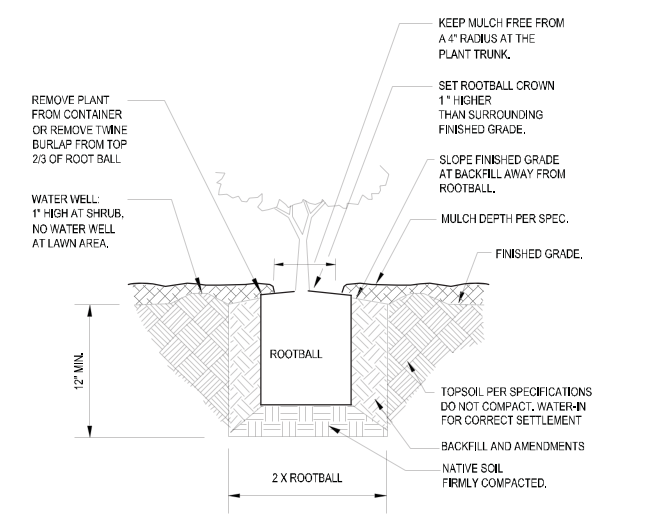 KEEP MULCH FREE FROM
A 4" RADIUS AT THE
PLANT TRUNK.
SET ROOTBALL CROWN
1 " HIGHER
THAN SURROUNDING
FINISHED GRADE.
REMOVE PLANT
FROM CONTAINER
OR REMOVE TWINE
BURLAP FROM TOP
2/3 OF ROOT BALL
SLOPE FINISHED GRADE
AT BACKFILL AWAY FROM
ROOTBALL.
WATER WELL:
1" HIGH AT SHRUB,
NO WATER WELL
AT LAWN AREA.
MULCH DEPTH PER SPEC.
FINISHED GRADE.
12" MIN.
ROOTBALL
TOPSOIL PER SPECIFICATIONS
DO NOT COMPACT. WATER-IN
FOR CORRECT SETTLEMENT
BACKFILL AND AMENDMENTS
NATIVE SOIL
FIRMLY COMPACTED.
2 X ROOTBALL